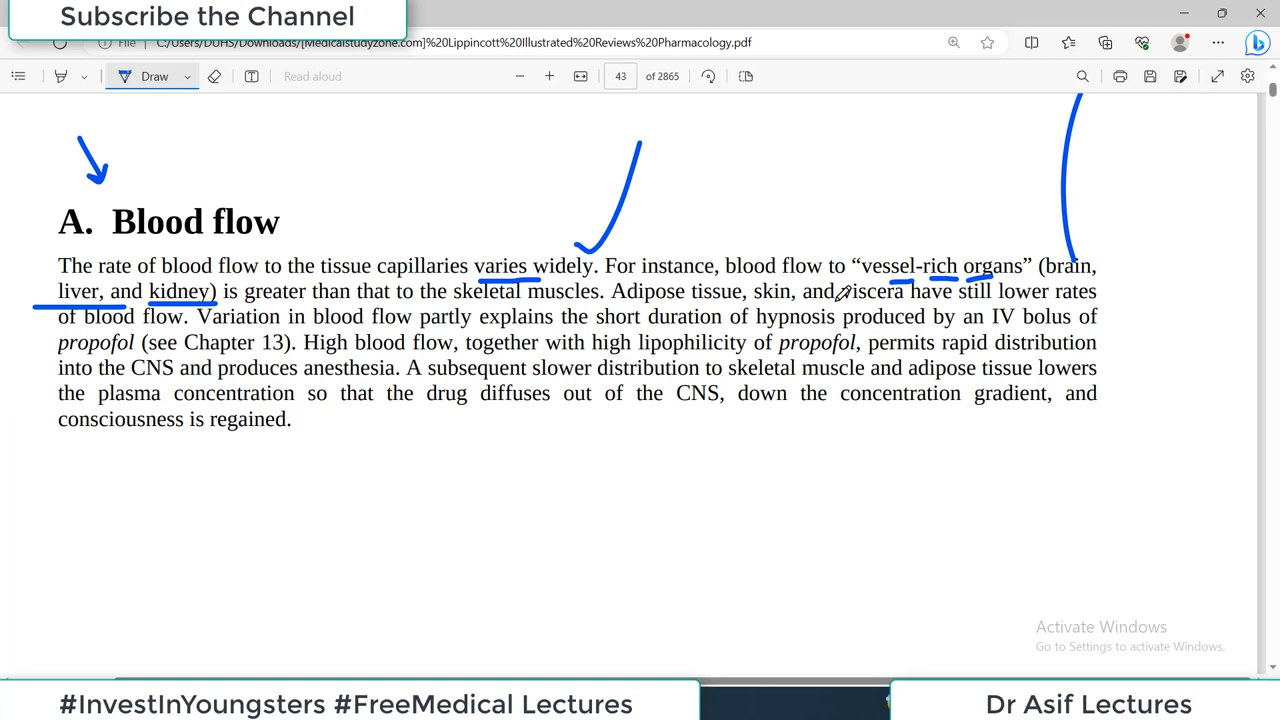 Subscribe the Channel
File C:/Users/DUHS/Downloads/[Medicalstudyzone.com]%20Lippincott%20Illustrated%20Reviews%20Pharmacology.pdf
Draw Read aloud 43 of 2865
A. Blood flow
The rate of blood flow to the tissue capillaries varies widely. For instance, blood flow to “vessel-rich organs” (brain,
liver, and kidney) is greater than that to the skeletal muscles. Adipose tissue, skin, and viscera have still lower rates
of blood flow. Variation in blood flow partly explains the short duration of hypnosis produced by an IV bolus of
propofol (see Chapter 13). High blood flow, together with high lipophilicity of propofol, permits rapid distribution
into the CNS and produces anesthesia. A subsequent slower distribution to skeletal muscle and adipose tissue lowers
the plasma concentration so that the drug diffuses out of the CNS, down the concentration gradient, and
consciousness is regained.
Activate Windows
Go to Settings to activate Windows.
#InvestInYoungsters #FreeMedical Lectures
Dr Asif Lectures